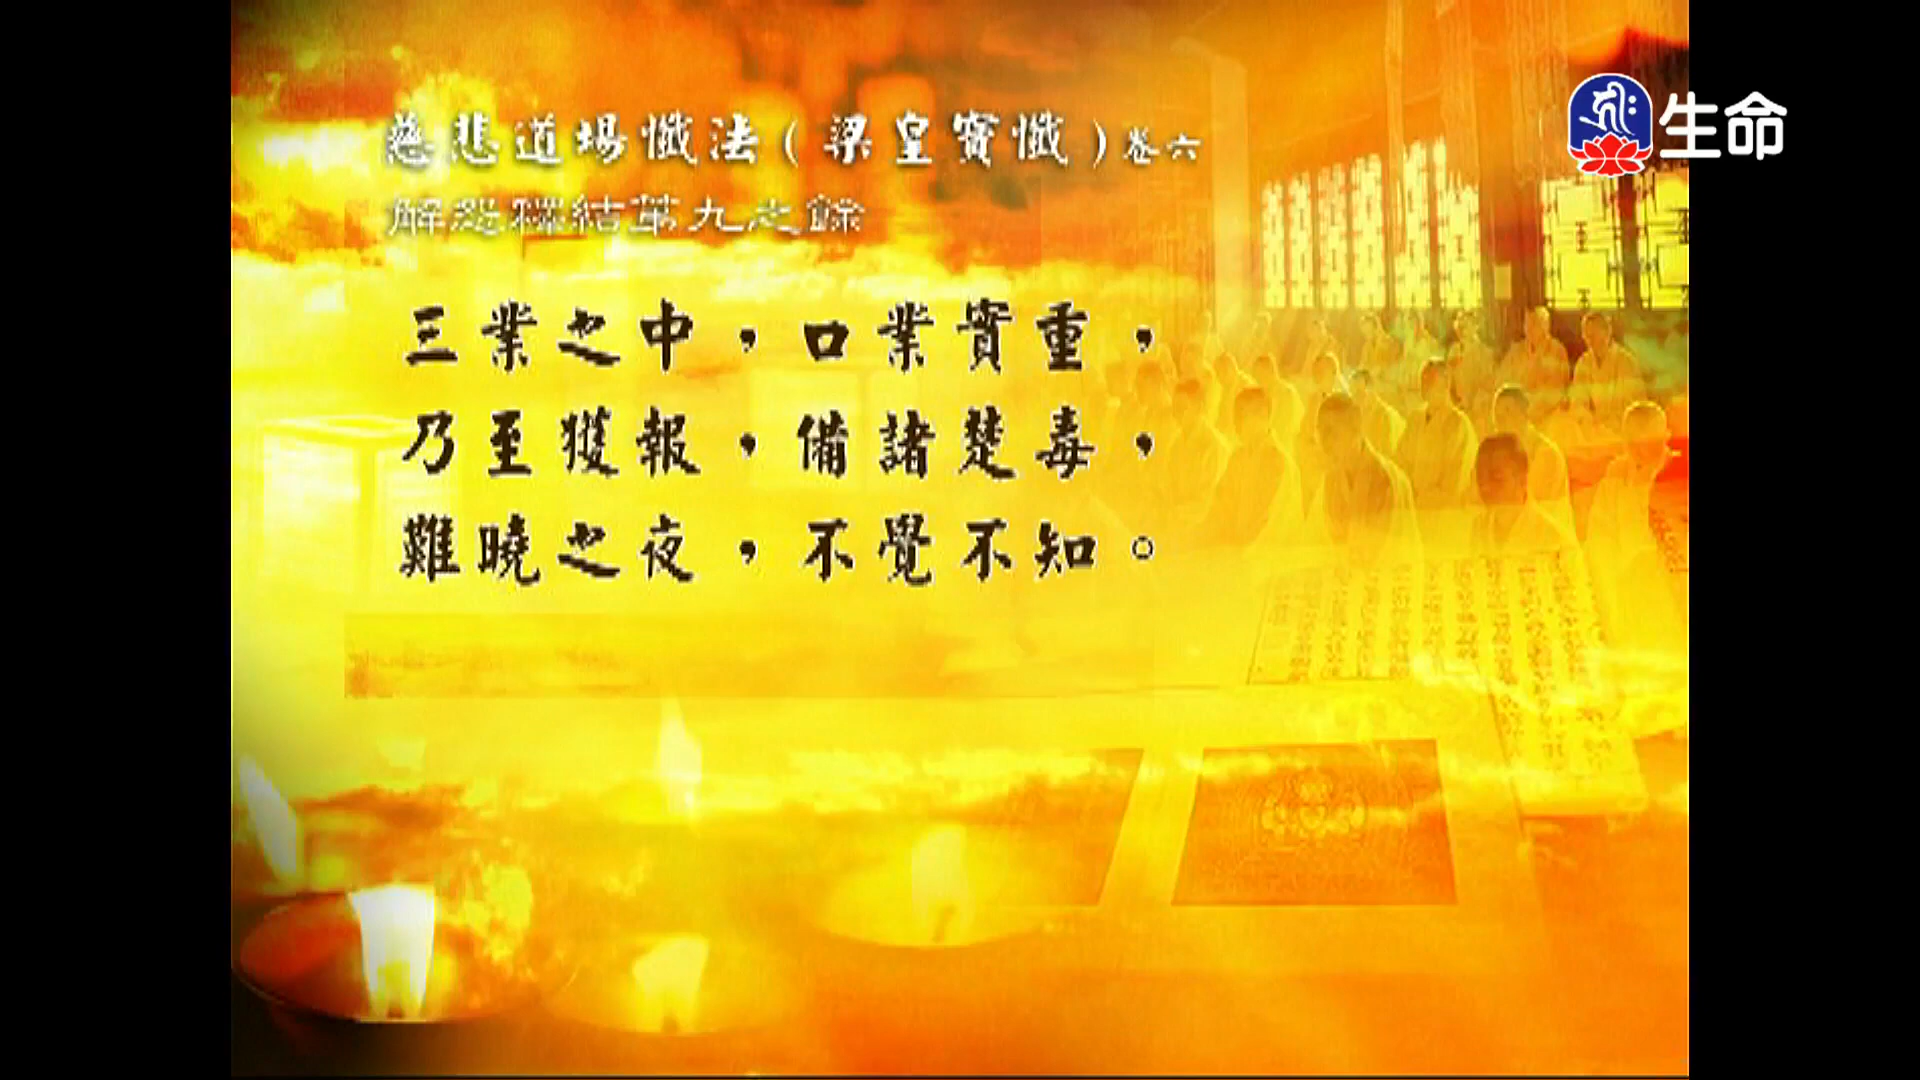 生命
慈悲道場懺法(梁皇寶懺)卷六
解怨釋結第九之餘
三業之中，口業實重，
乃至獲報，備諸楚毒，
難曉之夜，不覺不知。